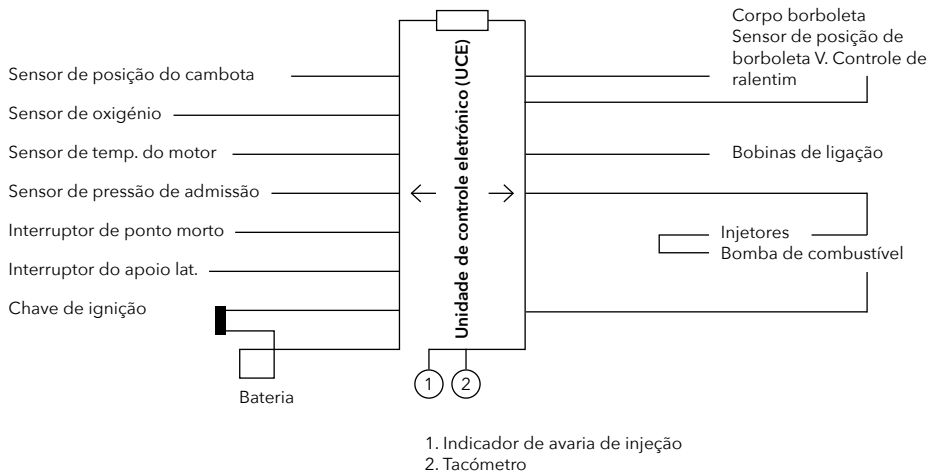 Sensor de posição do cambota
Sensor de oxigénio
Sensor de temp. do motor
Sensor de pressão de admissão
Interruptor de ponto morto
Interruptor do apoio lat.
Chave de ignição
Bateria
Unidade de controle eletrónico (UCE)
Corpo borboleta
Sensor de posição de
borboleta V. Controle de
ralentim
Bobinas de ligação
Injetores
Bomba de combustível
1
2
1. Indicador de avaria de injeção
2. Tacómetro